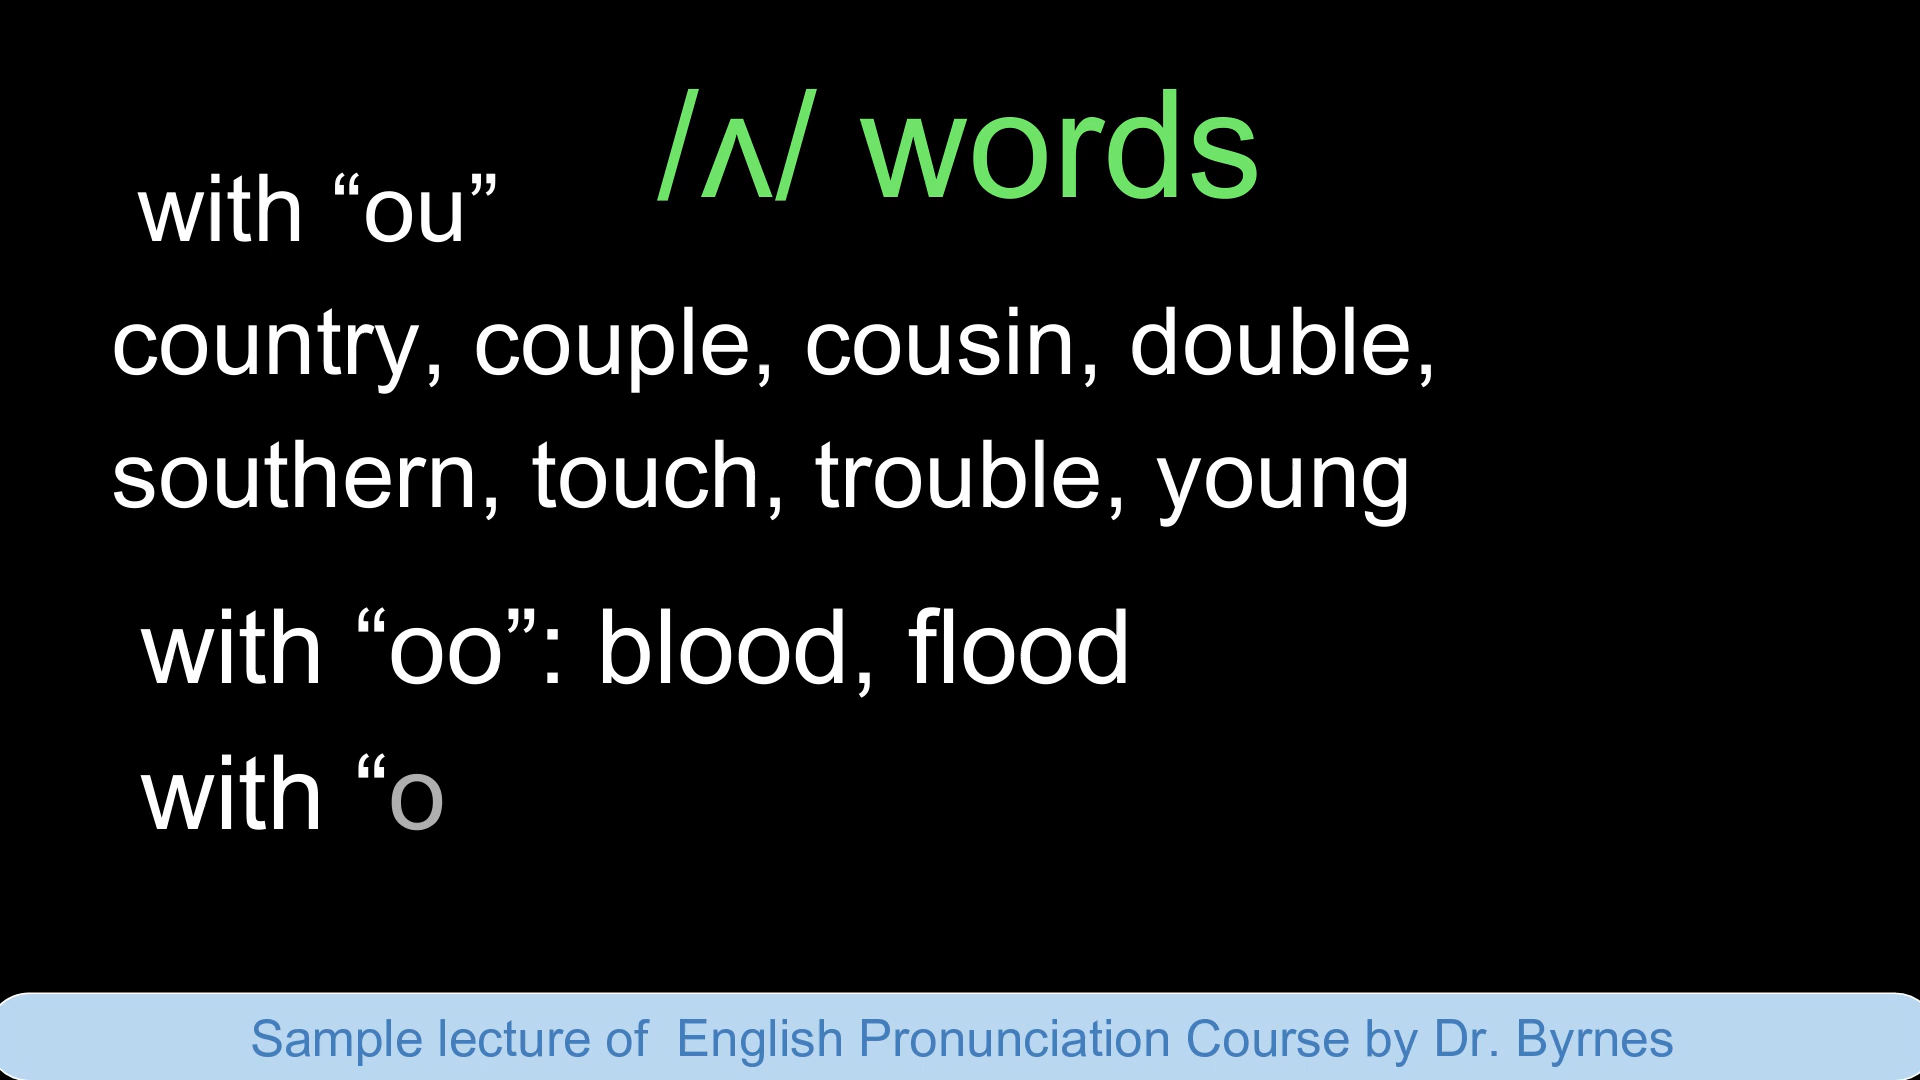 /ʌ/ words
with “ou”
country, couple, cousin, double,
southern, touch, trouble, young
with “oo”: blood, flood
with “o
Sample lecture of  English Pronunciation Course by Dr. Byrnes